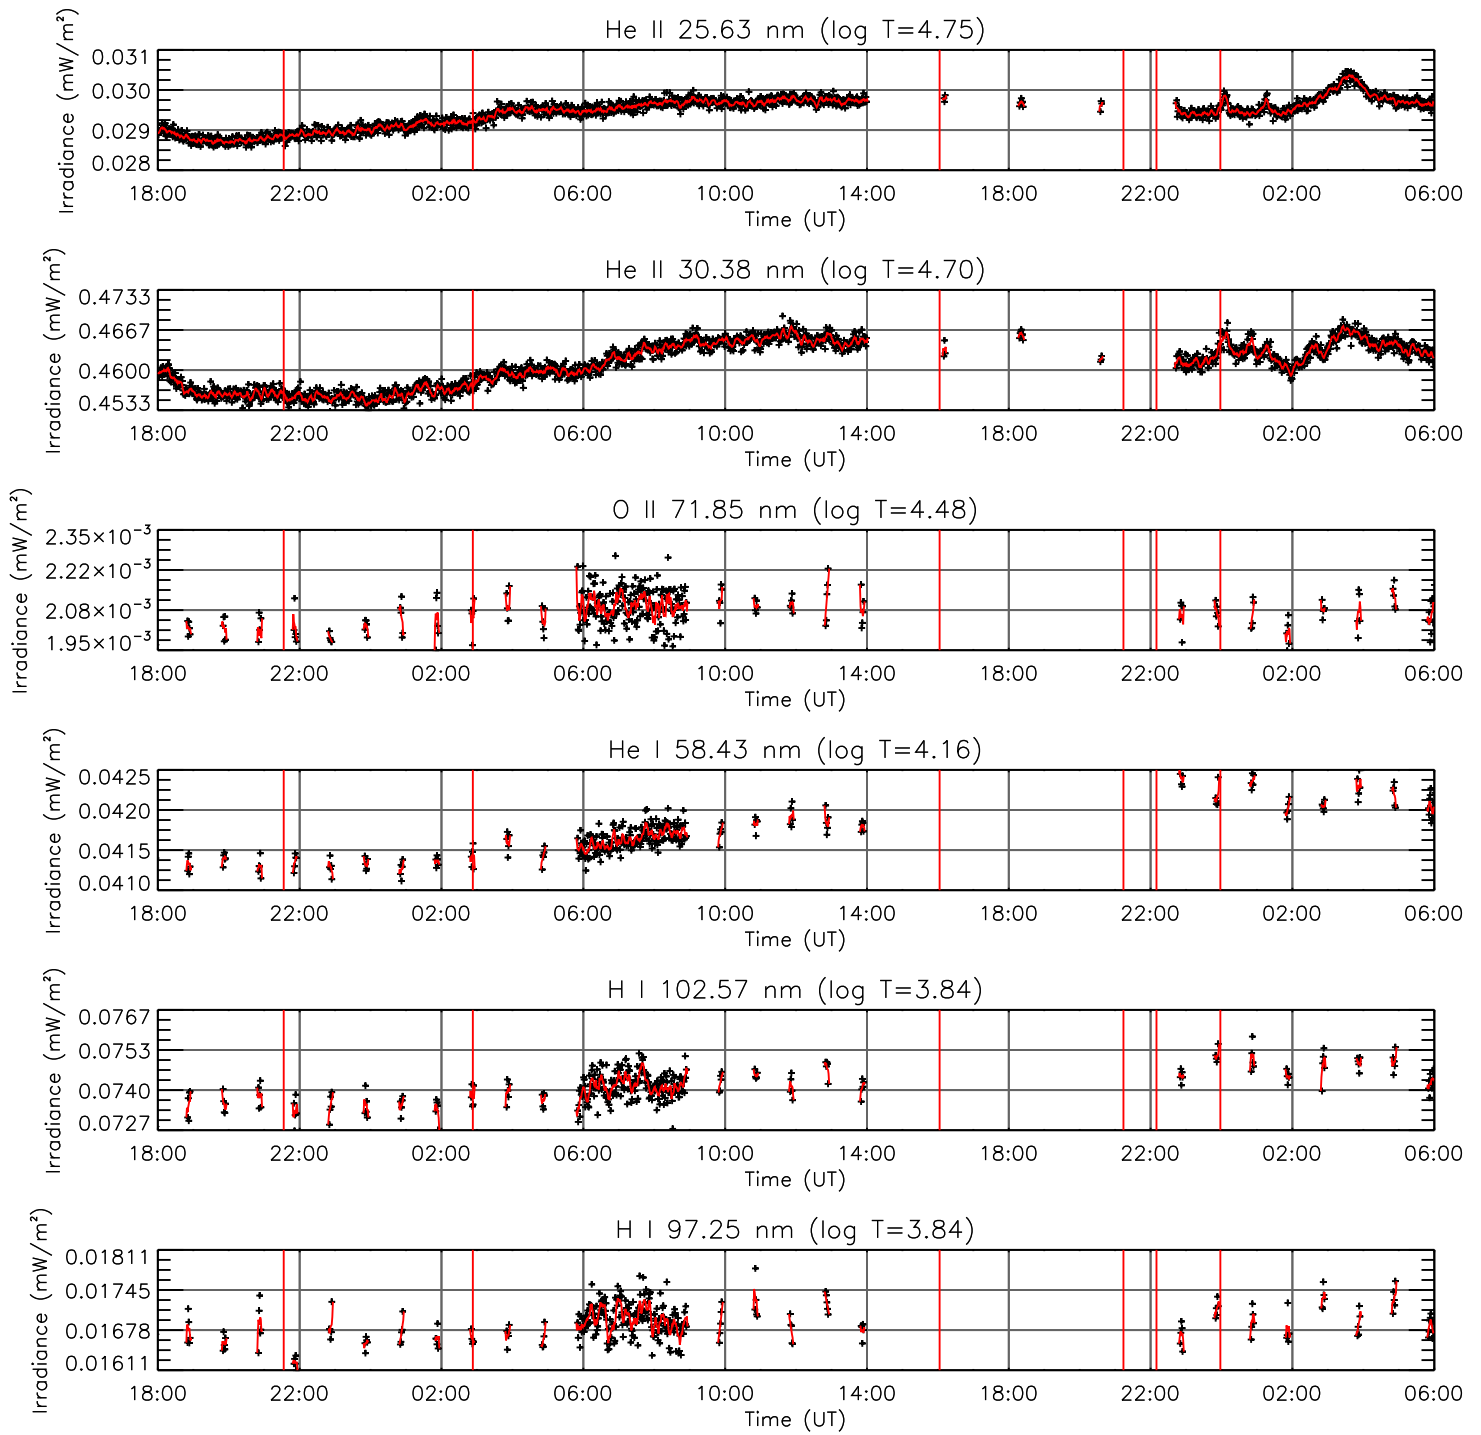 He II 25.63 nm (log T=4.75)
Irradiance (mW/m²)
0.031
0.030
0.029
0.028
18:00 22:00 02:00 06:00 10:00 14:00 18:00 22:00 02:00 06:00
Time (UT)
He II 30.38 nm (log T=4.70)
Irradiance (mW/m²)
0.4733
0.4667
0.4600
0.4533
18:00 22:00 02:00 06:00 10:00 14:00 18:00 22:00 02:00 06:00
Time (UT)
O II 71.85 nm (log T=4.48)
Irradiance (mW/m²)
2.35×10⁻³
2.22×10⁻³
2.08×10⁻³
1.95×10⁻³
18:00 22:00 02:00 06:00 10:00 14:00 18:00 22:00 02:00 06:00
Time (UT)
He I 58.43 nm (log T=4.16)
Irradiance (mW/m²)
0.0425
0.0420
0.0415
0.0410
18:00 22:00 02:00 06:00 10:00 14:00 18:00 22:00 02:00 06:00
Time (UT)
H I 102.57 nm (log T=3.84)
Irradiance (mW/m²)
0.0767
0.0753
0.0740
0.0727
18:00 22:00 02:00 06:00 10:00 14:00 18:00 22:00 02:00 06:00
Time (UT)
H I 97.25 nm (log T=3.84)
Irradiance (mW/m²)
0.01811
0.01745
0.01678
0.01611
18:00 22:00 02:00 06:00 10:00 14:00 18:00 22:00 02:00 06:00
Time (UT)